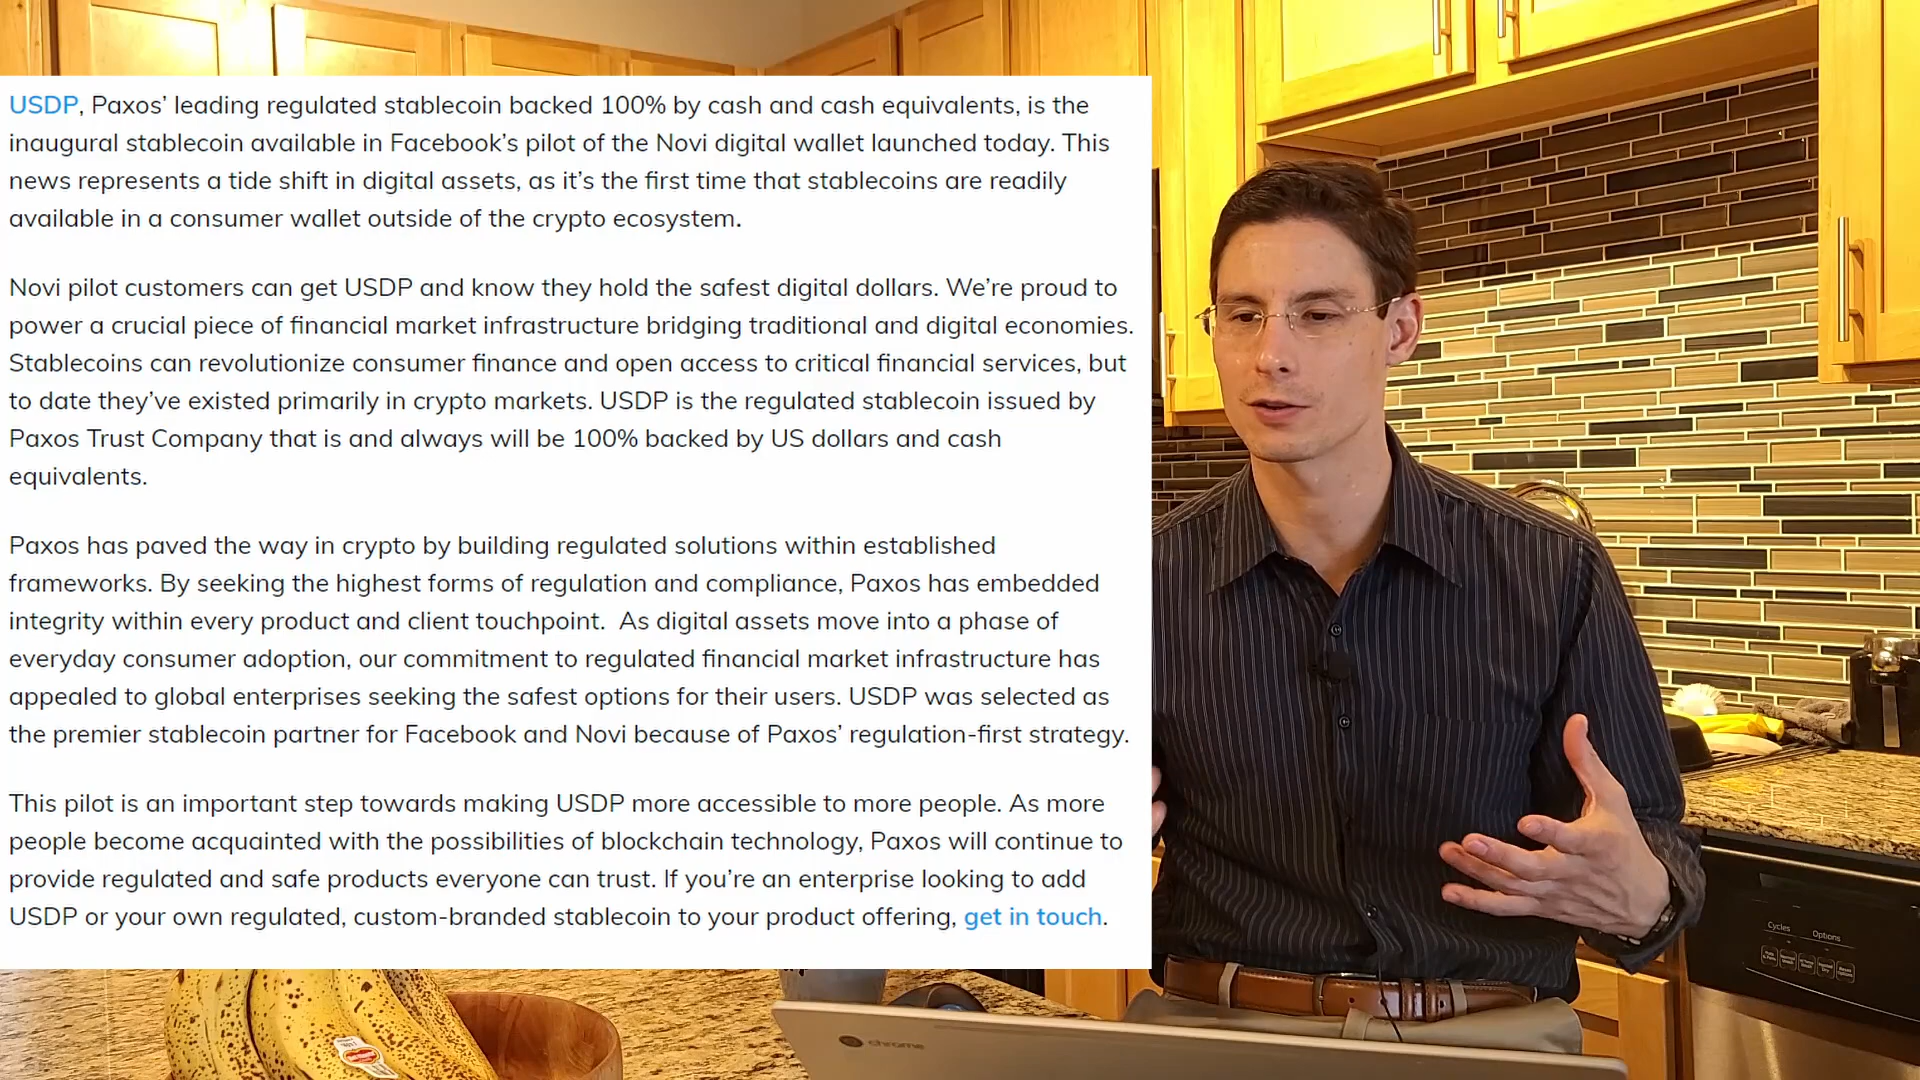 USDP, Paxos’ leading regulated stablecoin backed 100% by cash and cash equivalents, is the
inaugural stablecoin available in Facebook’s pilot of the Novi digital wallet launched today. This
news represents a tide shift in digital assets, as it’s the first time that stablecoins are readily
available in a consumer wallet outside of the crypto ecosystem.
Novi pilot customers can get USDP and know they hold the safest digital dollars. We’re proud to
power a crucial piece of financial market infrastructure bridging traditional and digital economies.
Stablecoins can revolutionize consumer finance and open access to critical financial services, but
to date they’ve existed primarily in crypto markets. USDP is the regulated stablecoin issued by
Paxos Trust Company that is and always will be 100% backed by US dollars and cash
equivalents.
Paxos has paved the way in crypto by building regulated solutions within established
frameworks. By seeking the highest forms of regulation and compliance, Paxos has embedded
integrity within every product and client touchpoint.  As digital assets move into a phase of
everyday consumer adoption, our commitment to regulated financial market infrastructure has
appealed to global enterprises seeking the safest options for their users. USDP was selected as
the premier stablecoin partner for Facebook and Novi because of Paxos’ regulation-first strategy.
This pilot is an important step towards making USDP more accessible to more people. As more
people become acquainted with the possibilities of blockchain technology, Paxos will continue to
provide regulated and safe products everyone can trust. If you’re an enterprise looking to add
USDP or your own regulated, custom-branded stablecoin to your product offering, get in touch.
Cycles Options
chrome